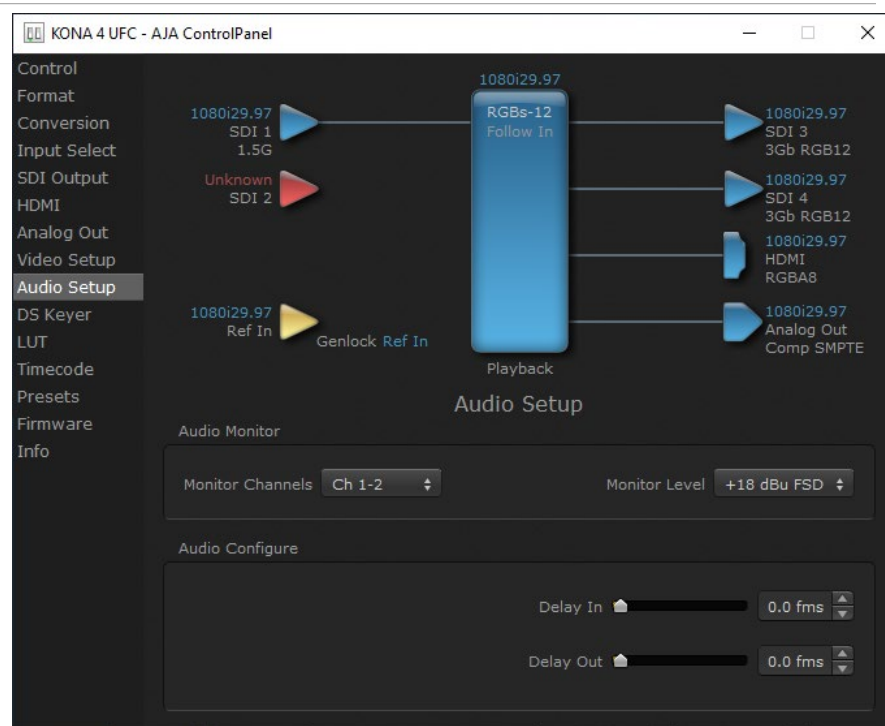 KONA 4 UFC - AJA ControlPanel
Control
Format
Conversion
Input Select
SDI Output
HDMI
Analog Out
Video Setup
Audio Setup
DS Keyer
LUT
Timecode
Presets
Firmware
Info
1080i29.97
SDI 1
1.5G
Unknown
SDI 2
1080i29.97
Ref In
Genlock Ref In
1080i29.97
RGBs-12
Follow In
Playback
1080i29.97
SDI 3
3Gb RGB12
1080i29.97
SDI 4
3Gb RGB12
1080i29.97
HDMI
RGBA8
1080i29.97
Analog Out
Comp SMPTE
Audio Setup
Audio Monitor
Monitor Channels Ch 1-2
Monitor Level +18 dBu FSD
Audio Configure
Delay In 0.0 fms
Delay Out 0.0 fms